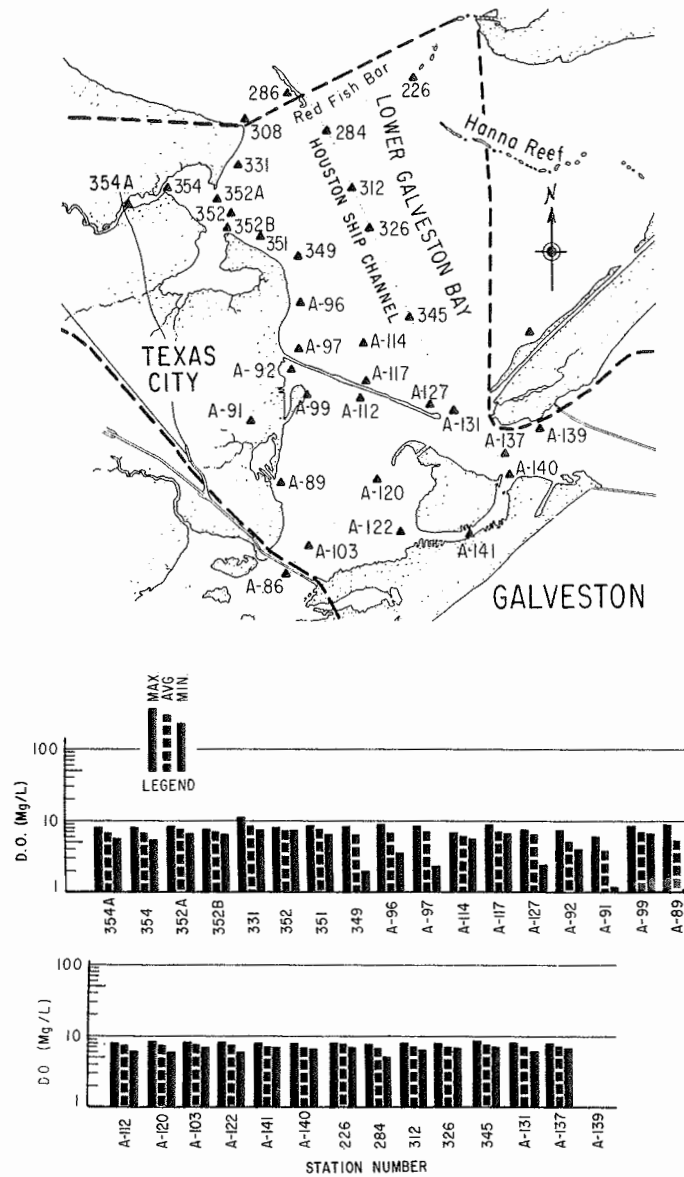 286
Red Fish Bar
226
308
284
LOWER GALVESTON BAY
Hanna Reef
331
HOUSTON SHIP CHANNEL
354A
354
352A
312
N
352
352B
326
351
349
A-96
345
TEXAS
CITY
A-97
A-114
A-92
A-117
A-99
A-112
A-127
A-91
A-131
A-139
A-137
A-89
A-120
A-140
A-122
A-103
A-141
A-86
GALVESTON
MAX.
AVG
MIN.
LEGEND
D.O. (Mg/L)
100
10
1
354A
354
352A
352B
331
352
351
349
A-96
A-97
A-114
A-117
A-127
A-92
A-91
A-99
A-89
DO (Mg/L)
100
10
1
A-112
A-120
A-103
A-122
A-141
A-140
226
284
312
326
345
A-131
A-137
A-139
STATION NUMBER